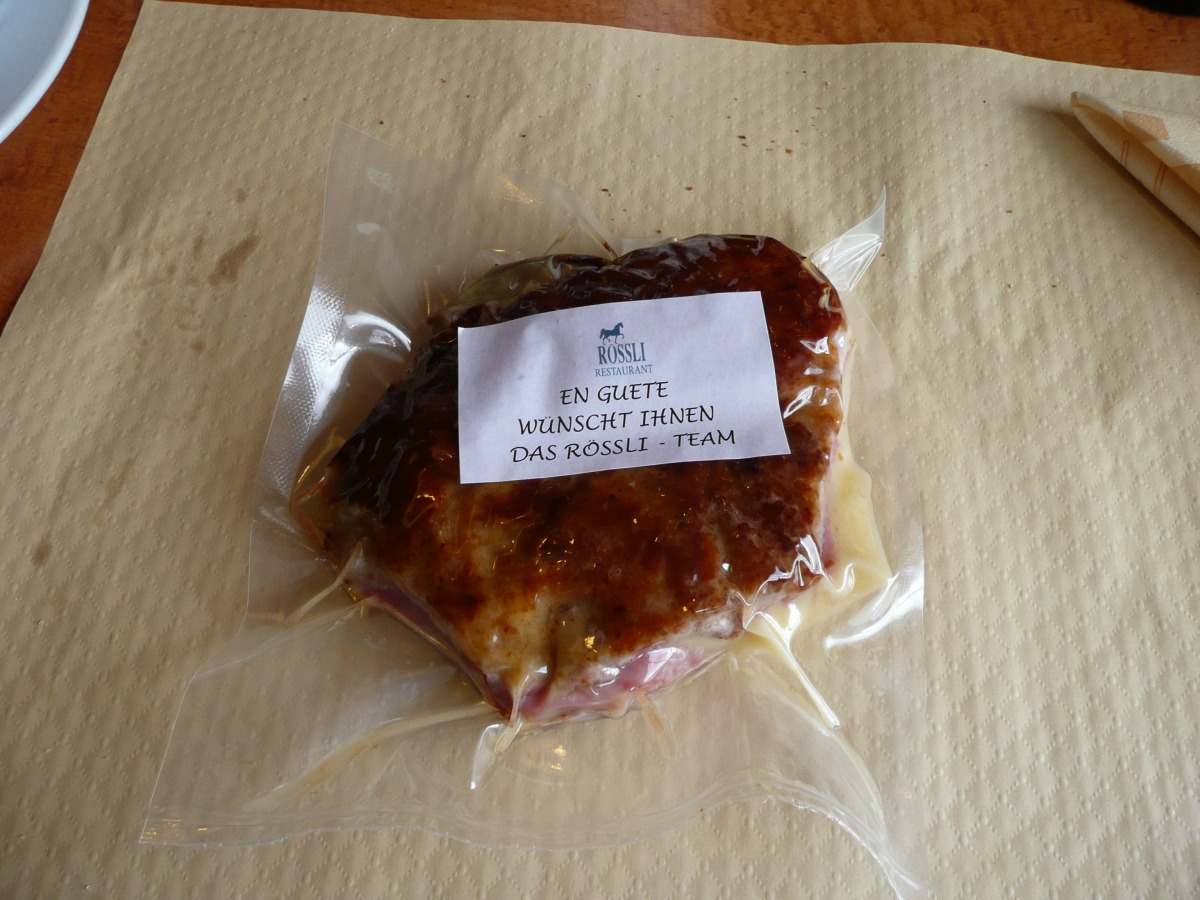 RÖSSLI
RESTAURANT
EN GUETE
WÜNSCHT IHNEN
DAS RÖSSLI - TEAM